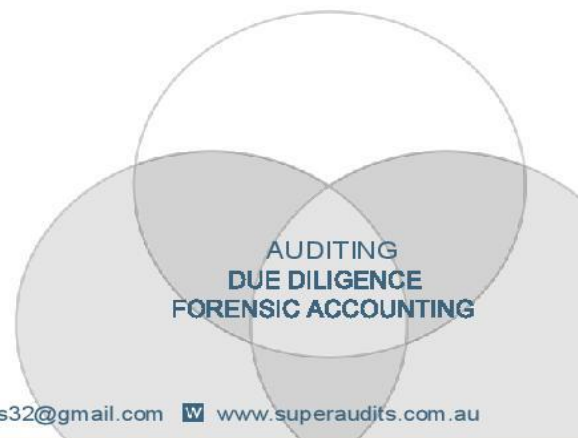 AUDITING
DUE DILIGENCE
FORENSIC ACCOUNTING
s32@gmail.com W www.superaudits.com.au